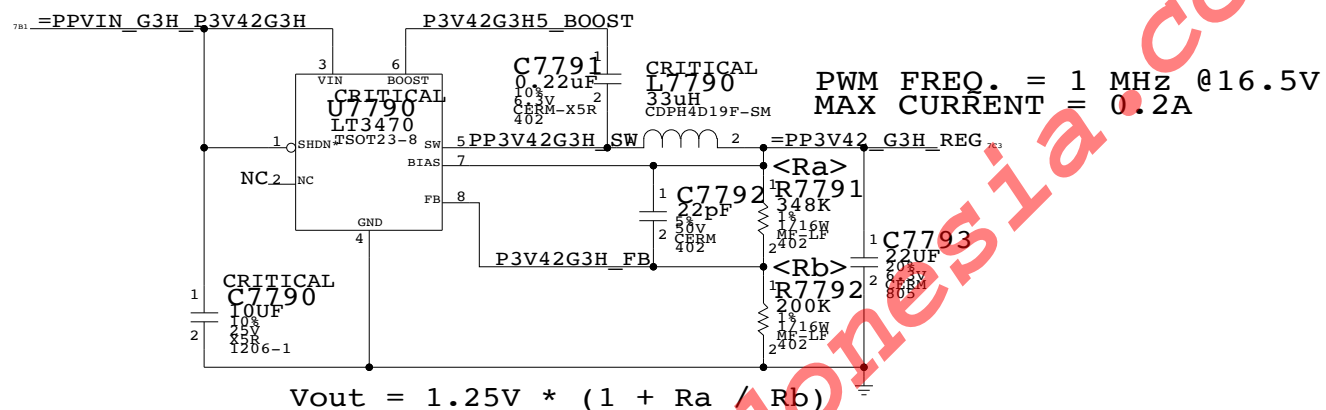 7B1 =PPVIN_G3H_P3V42G3H
P3V42G3H5_BOOST
3
VIN
6
BOOST
CRITICAL
U7790
LT3470
TSOT23-8
1 SHDN*
NC 2 NC
SW 5
BIAS 7
FB 8
GND
4
1
C7791
0.22uF
10%
6.3V
CERM-X5R
402
2
CRITICAL
L7790
33uH
CDPH4D19F-SM
PWM FREQ. = 1 MHz @16.5V
MAX CURRENT = 0.2A
PP3V42G3H_SW
2
=PP3V42_G3H_REG 7C3
<Ra>
1 R7791
348K
1%
1/16W
MF-LF
402
2
1 C7792
22pF
5%
50V
CERM
402
2
P3V42G3H_FB
<Rb>
1 R7792
200K
1%
1/16W
MF-LF
402
2
1 C7793
22UF
20%
6.3V
CERM
805
2
CRITICAL
1 C7790
10UF
10%
25V
X5R
1206-1
2
Vout = 1.25V * (1 + Ra / Rb)